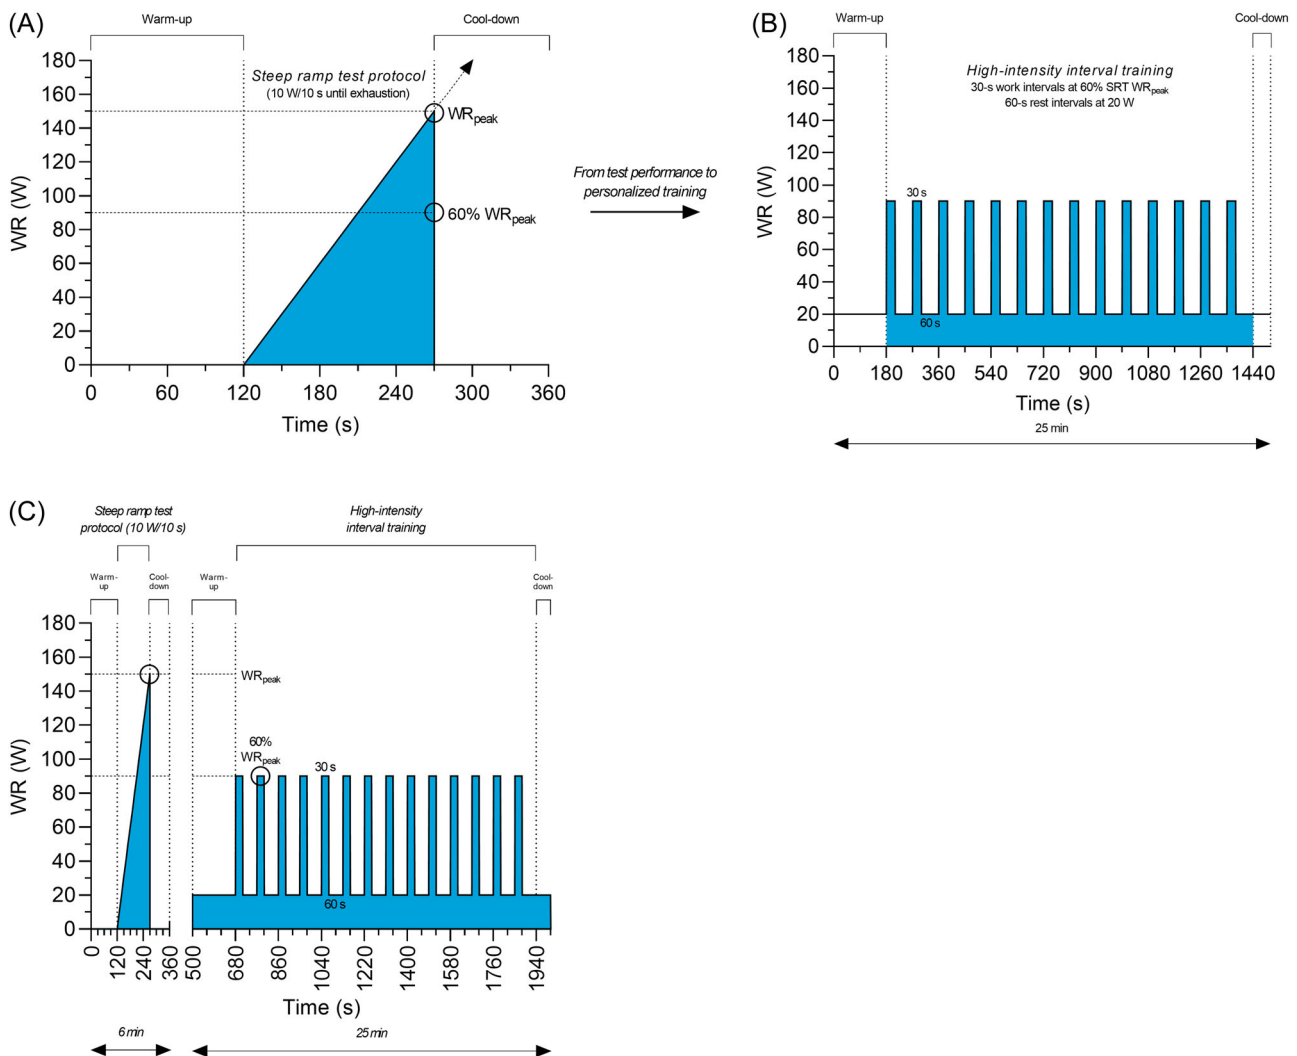 (A)
Warm-up
Cool-down
Steep ramp test protocol
(10 W/10 s until exhaustion)
WRpeak
60% WRpeak
180
160
140
120
100
80
60
40
20
0
WR (W)
0 60 120 180 240 300 360
Time (s)
From test performance to
personalized training
(B)
Warm-up
Cool-down
High-intensity interval training
30-s work intervals at 60% SRT WRpeak
60-s rest intervals at 20 W
180
160
140
120
100
80
60
40
20
0
WR (W)
30 s
60 s
0 180 360 540 720 900 1080 1260 1440
Time (s)
25 min
(C)
Steep ramp test
protocol (10 W/10 s)
High-intensity
interval training
Warm-
up
Cool-
down
Warm-
up
Cool-
down
180
160
140
120
100
80
60
40
20
0
WR (W)
WRpeak
60%
WRpeak
30 s
60 s
0 120 240 360 500 680 860 1040 1220 1400 1580 1760 1940
Time (s)
6 min
25 min